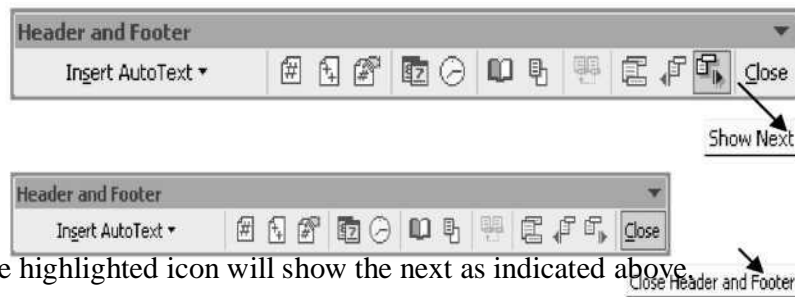 Header and Footer
Insert AutoText
Close
Show Next
Header and Footer
Insert AutoText
Close
e highlighted icon will show the next as indicated above.
Close Header and Footer